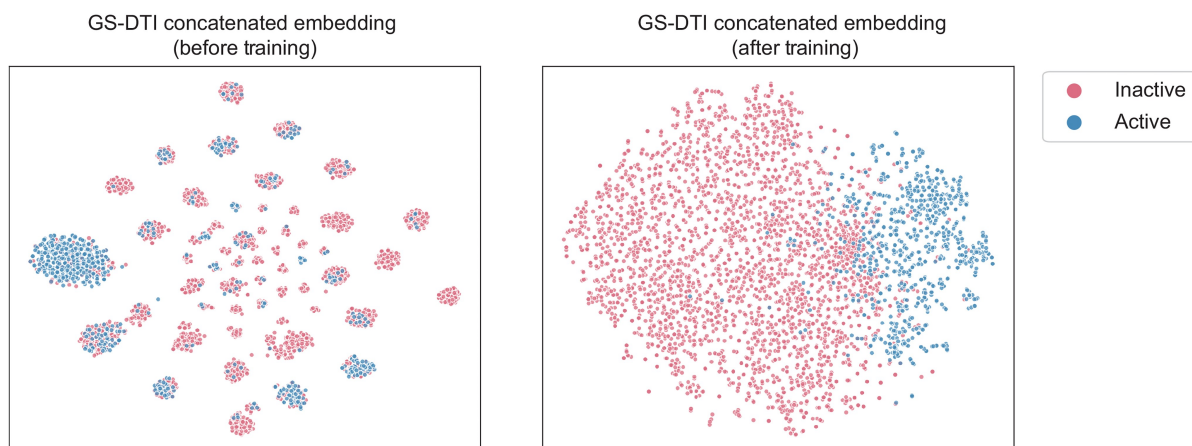 GS-DTI concatenated embedding
(before training)
GS-DTI concatenated embedding
(after training)
Inactive
Active